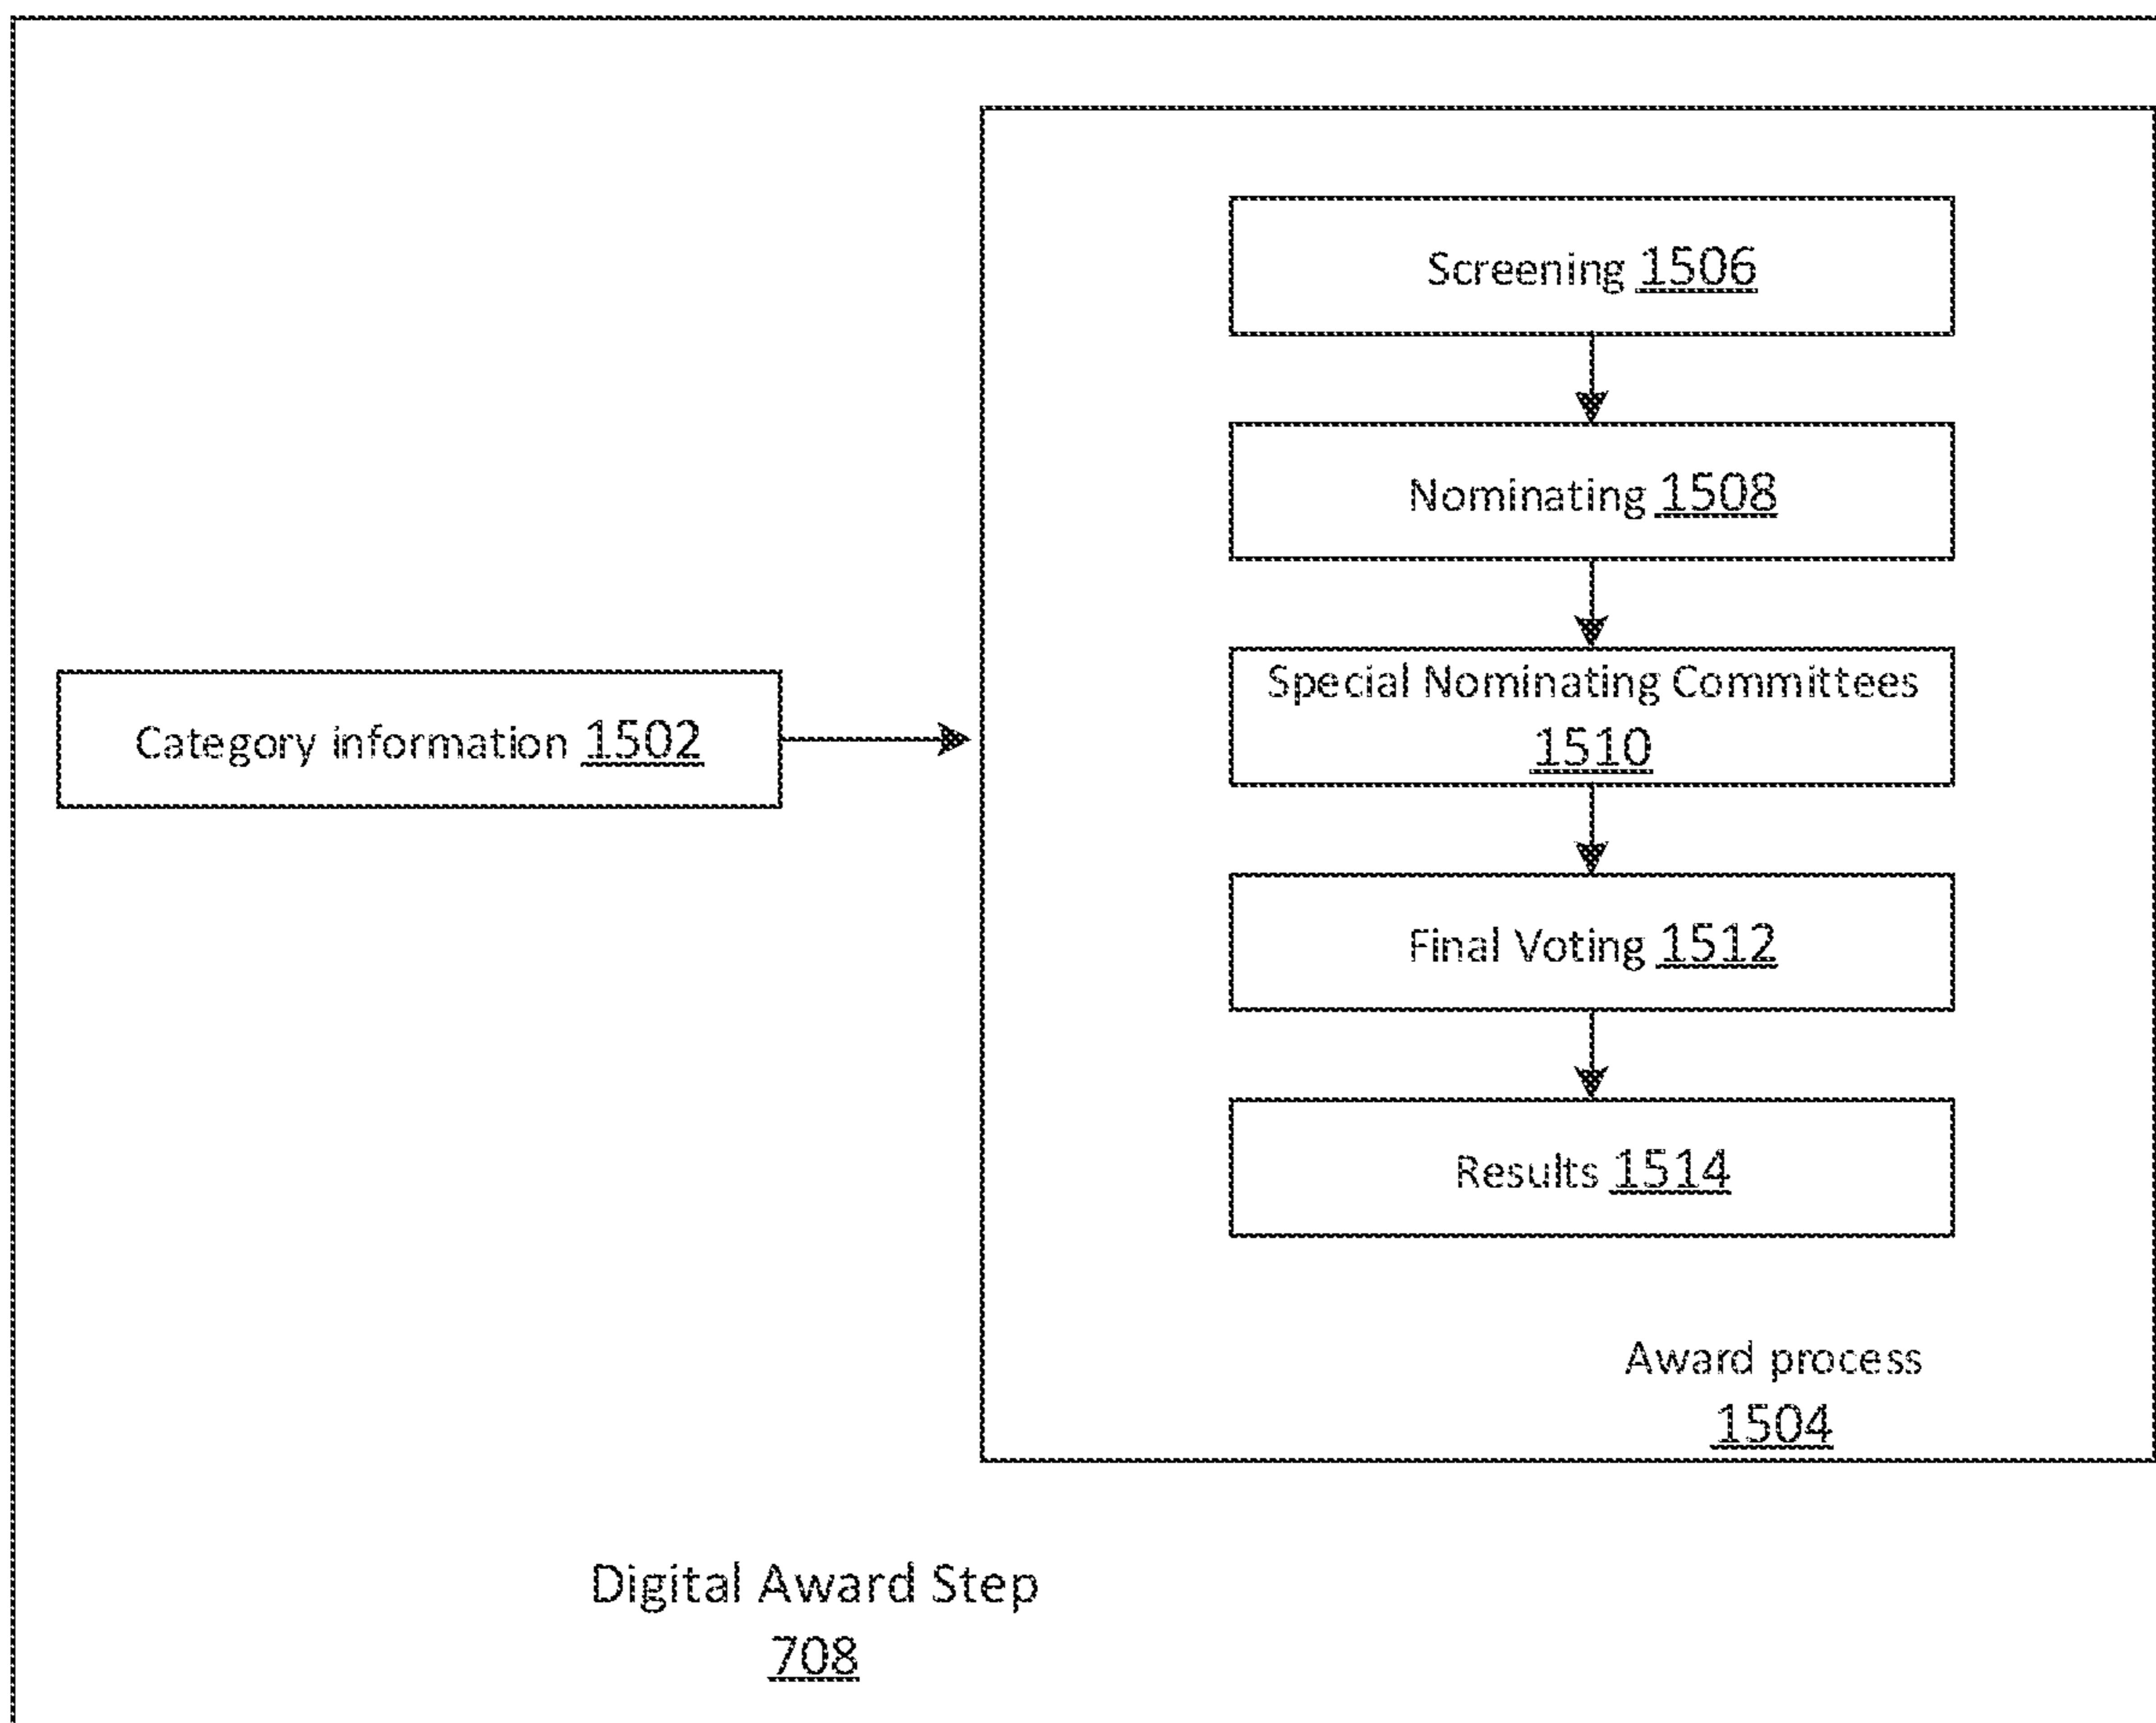 Screening 1506
Nominating 1508
Special Nominating Committees
1510
Category information 1502
Final Voting 1512
Results 1514
Award process
1504
Digital Award Step
708